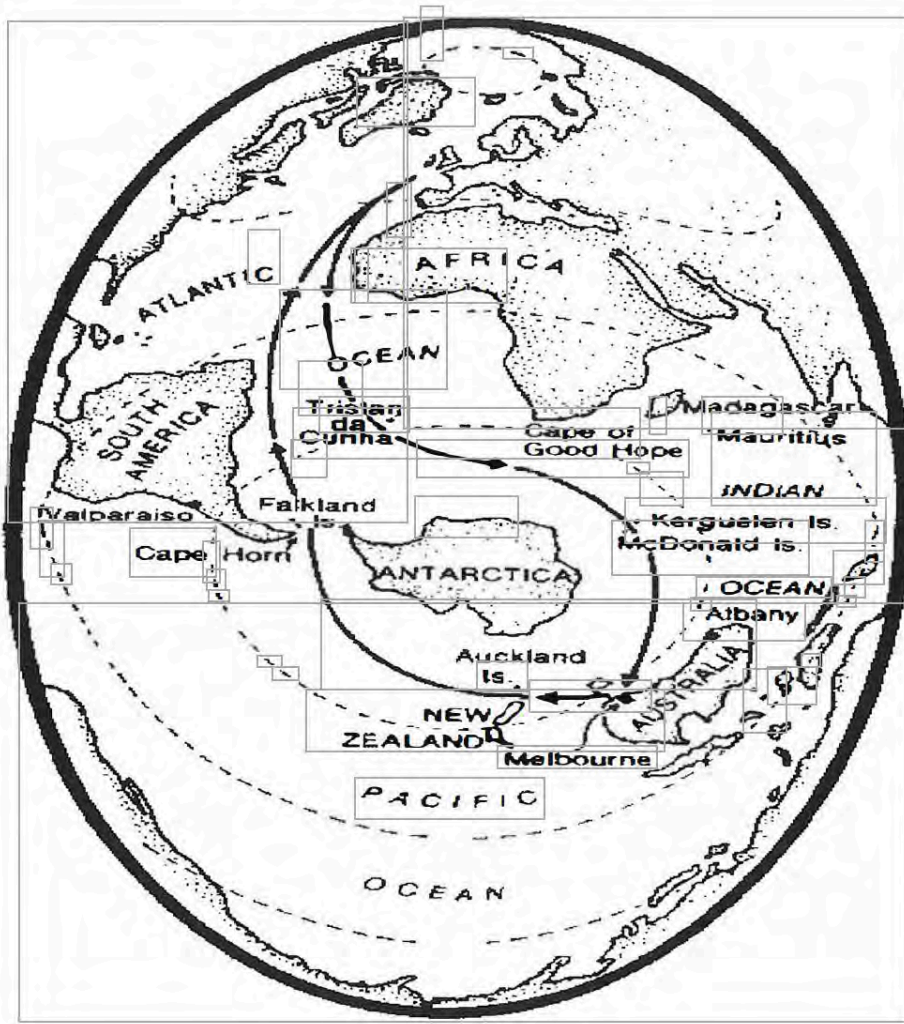 AFRICA
ATLANTIC
OCEAN
SOUTH
AMERICA
Tristan
da
Cunha
Cape of
Good Hope
Madagascar
Mauritius
INDIAN
Valparaiso
Falkland
Is.
Kerguelen Is.
McDonald Is.
Cape Horn
ANTARCTICA
OCEAN
Albany
Auckland
Is.
AUSTRALIA
NEW
ZEALAND
Melbourne
PACIFIC
OCEAN